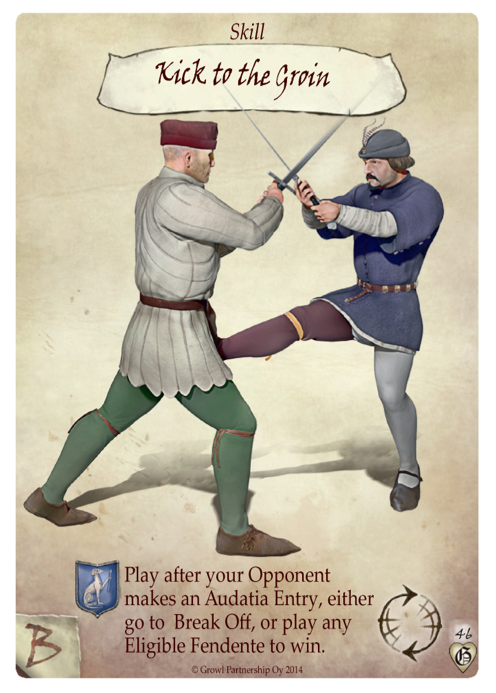 Skill
Kick to the Groin
Play after your Opponent
makes an Audatia Entry, either
go to Break Off, or play any
Eligible Fendente to win.
B
46
G
© Growl Partnership Oy 2014